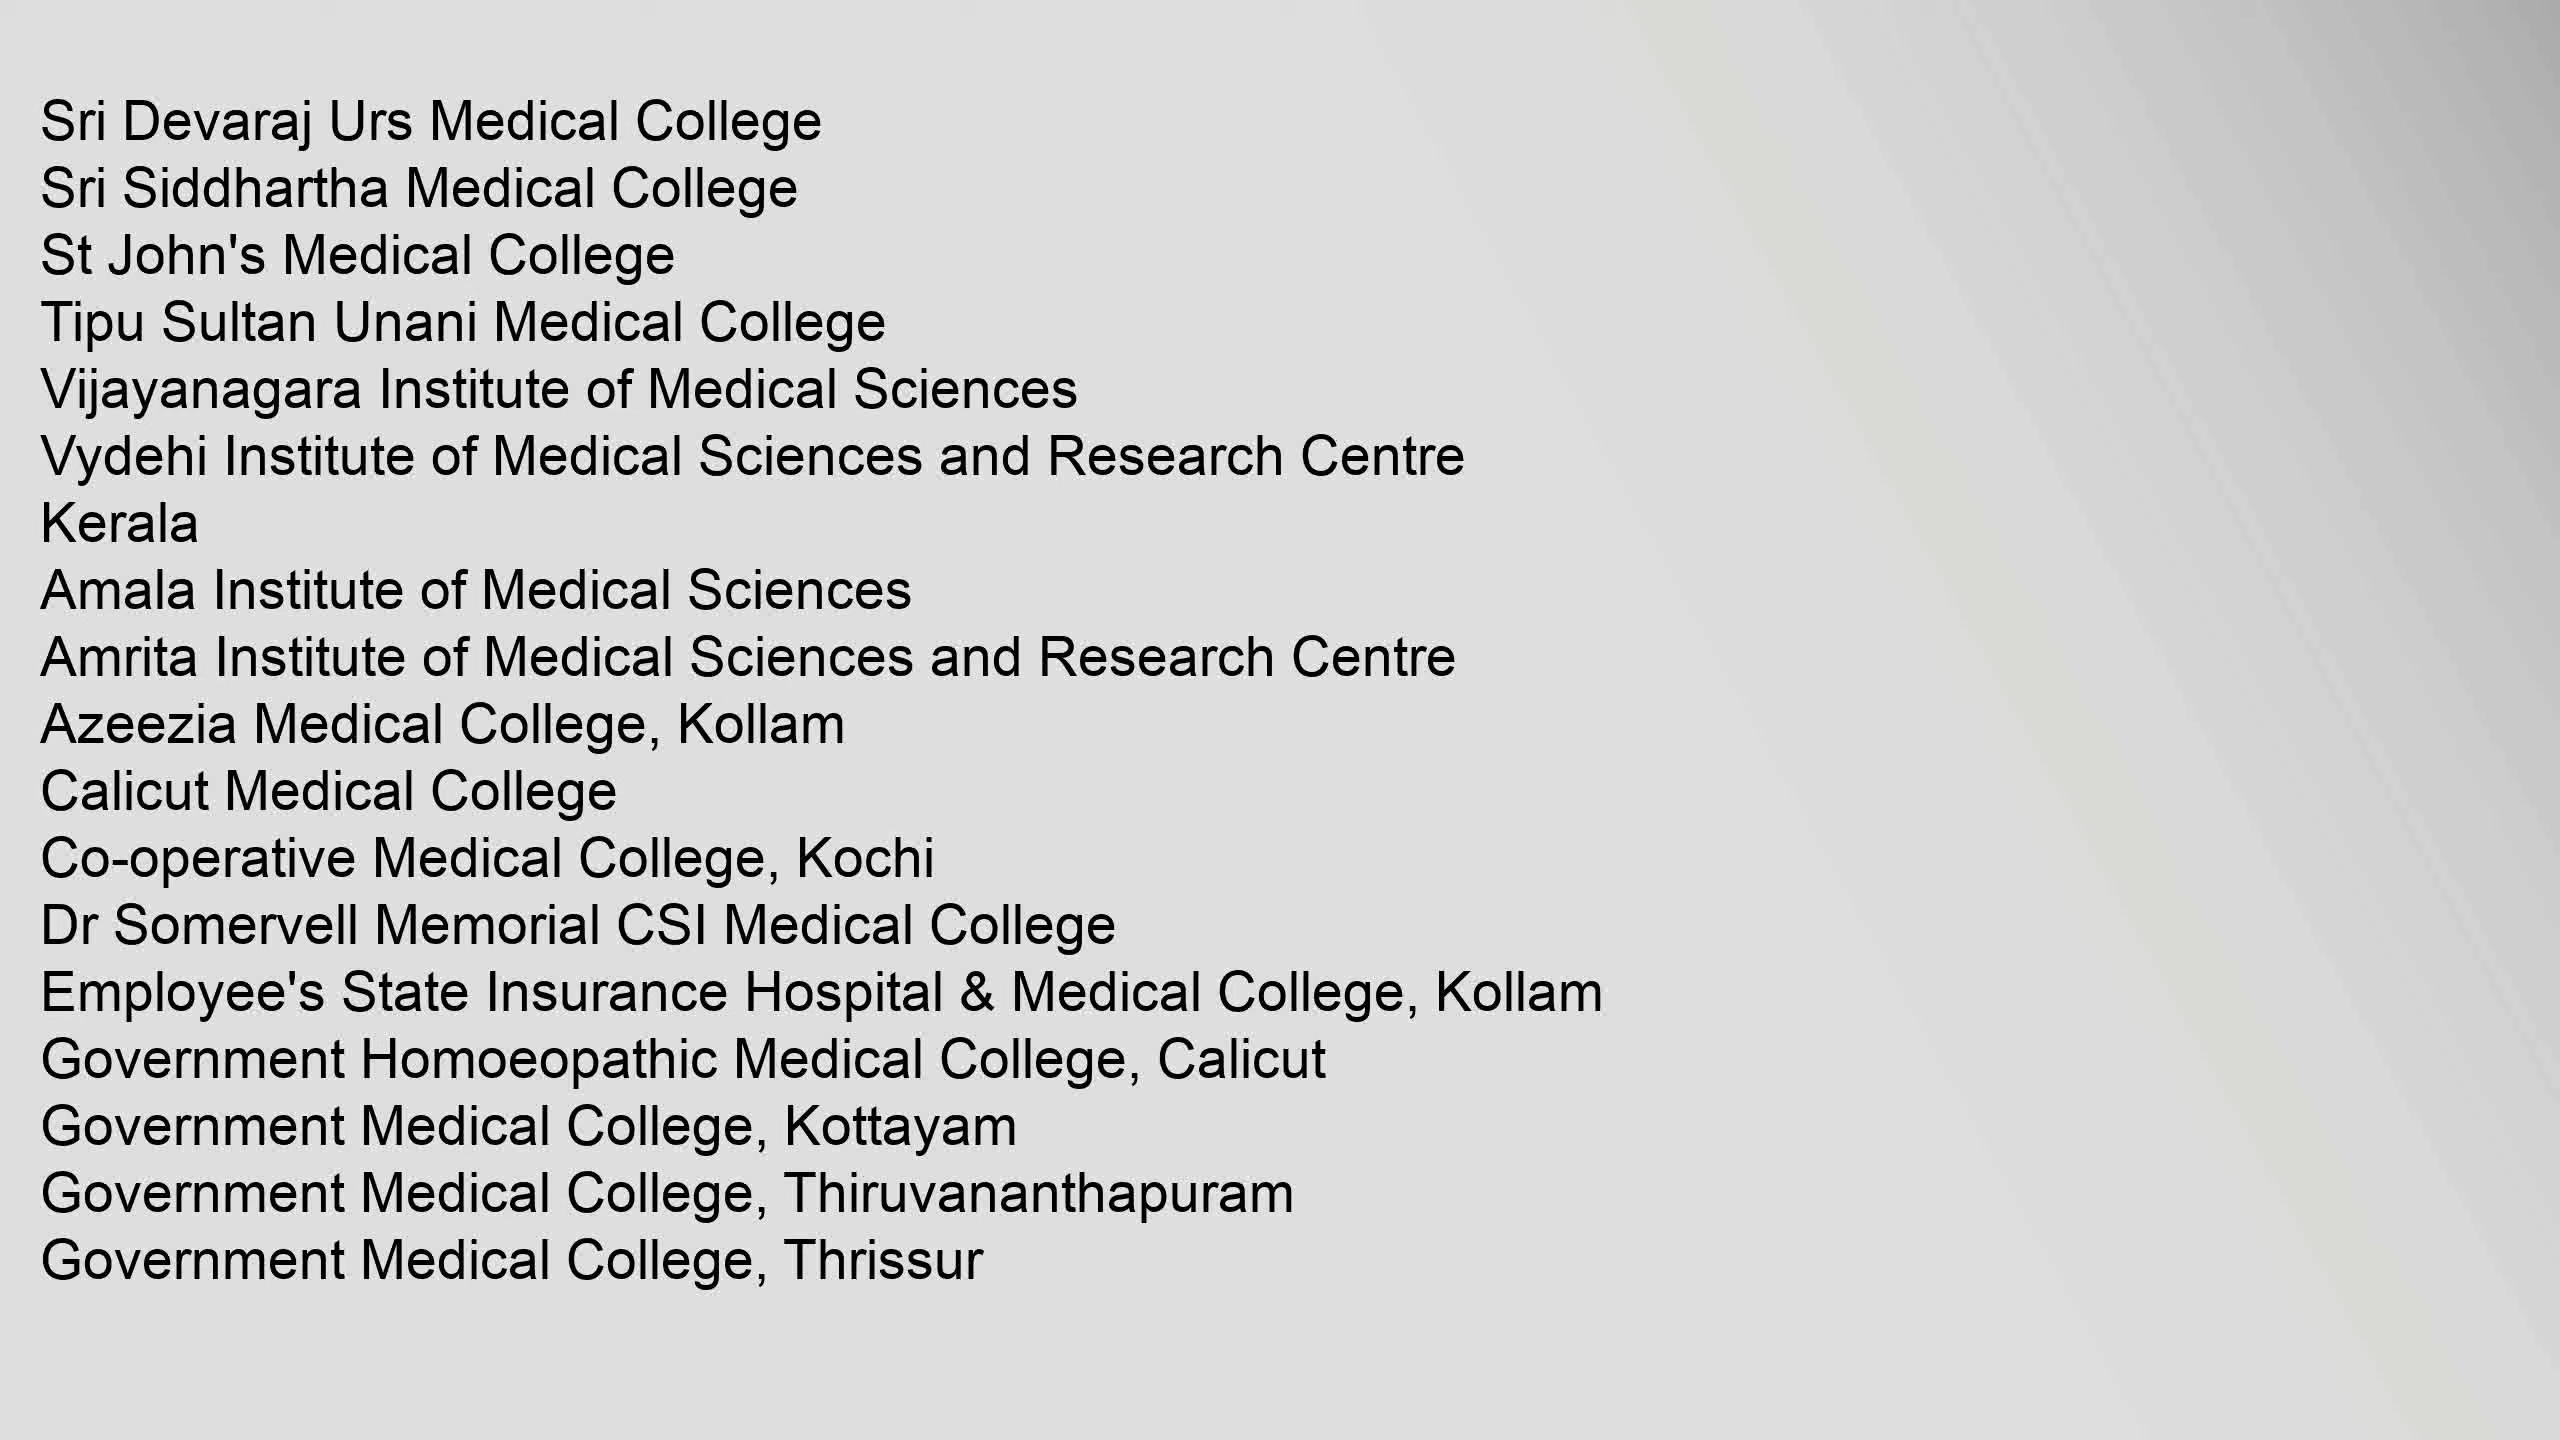 Sri Devaraj Urs Medical College
Sri Siddhartha Medical College
St John's Medical College
Tipu Sultan Unani Medical College
Vijayanagara Institute of Medical Sciences
Vydehi Institute of Medical Sciences and Research Centre
Kerala
Amala Institute of Medical Sciences
Amrita Institute of Medical Sciences and Research Centre
Azeezia Medical College, Kollam
Calicut Medical College
Co-operative Medical College, Kochi
Dr Somervell Memorial CSI Medical College
Employee's State Insurance Hospital & Medical College, Kollam
Government Homoeopathic Medical College, Calicut
Government Medical College, Kottayam
Government Medical College, Thiruvananthapuram
Government Medical College, Thrissur